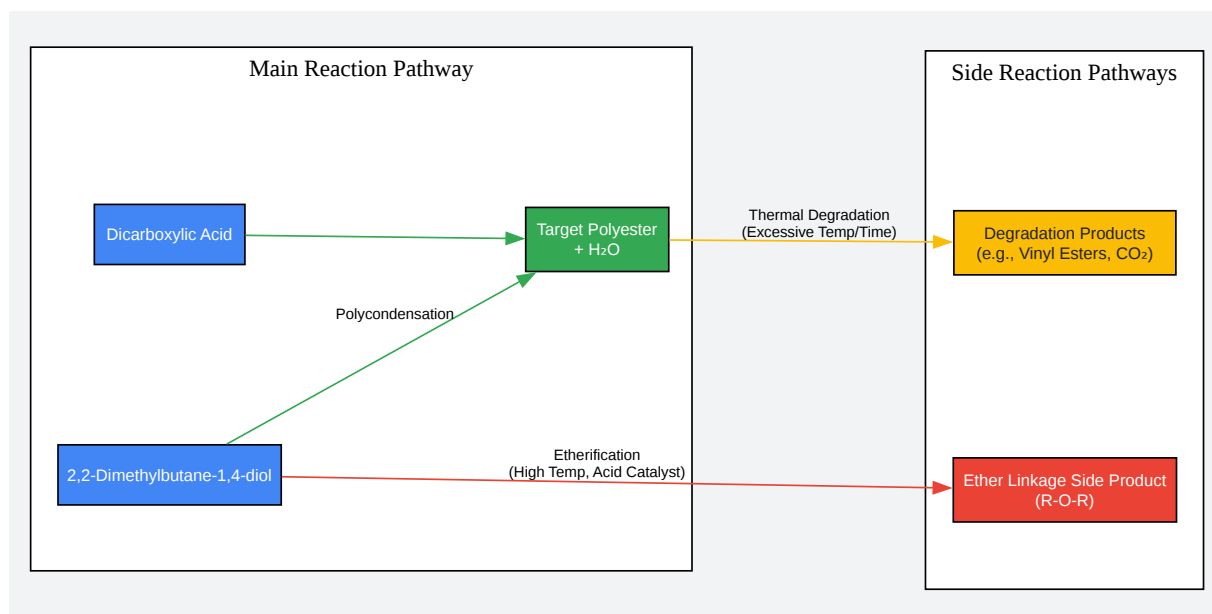 Main Reaction Pathway
Side Reaction Pathways
Dicarboxylic Acid
Target Polyester
+ H₂O
Thermal Degradation
(Excessive Temp/Time)
Degradation Products
(e.g., Vinyl Esters, CO₂)
Polycondensation
2,2-Dimethylbutane-1,4-diol
Etherification
(High Temp, Acid Catalyst)
Ether Linkage Side Product
(R-O-R)